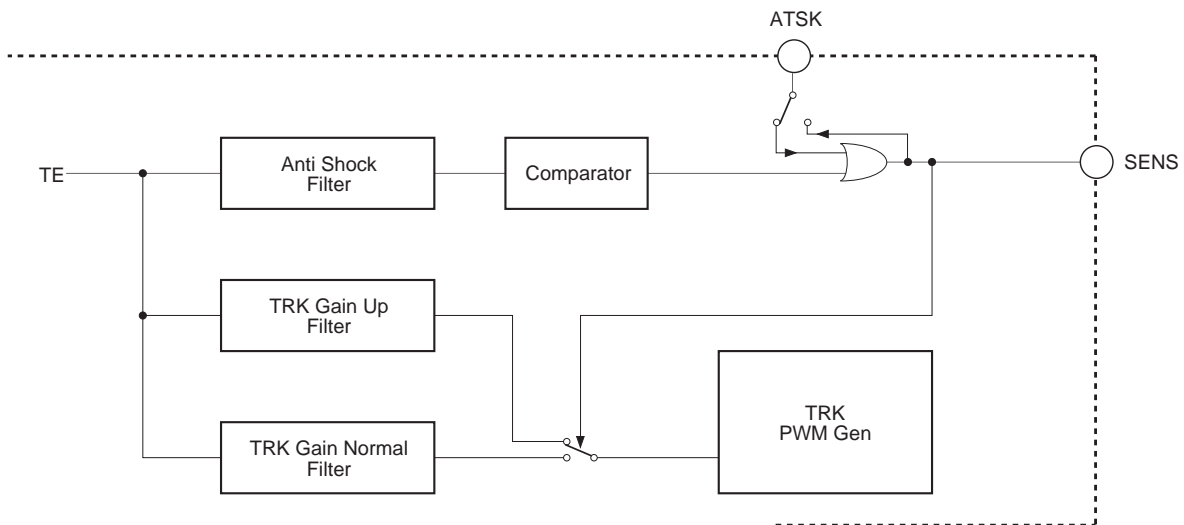 ATSK
TE
Anti Shock
Filter
Comparator
SENS
TRK Gain Up
Filter
TRK Gain Normal
Filter
TRK
PWM Gen